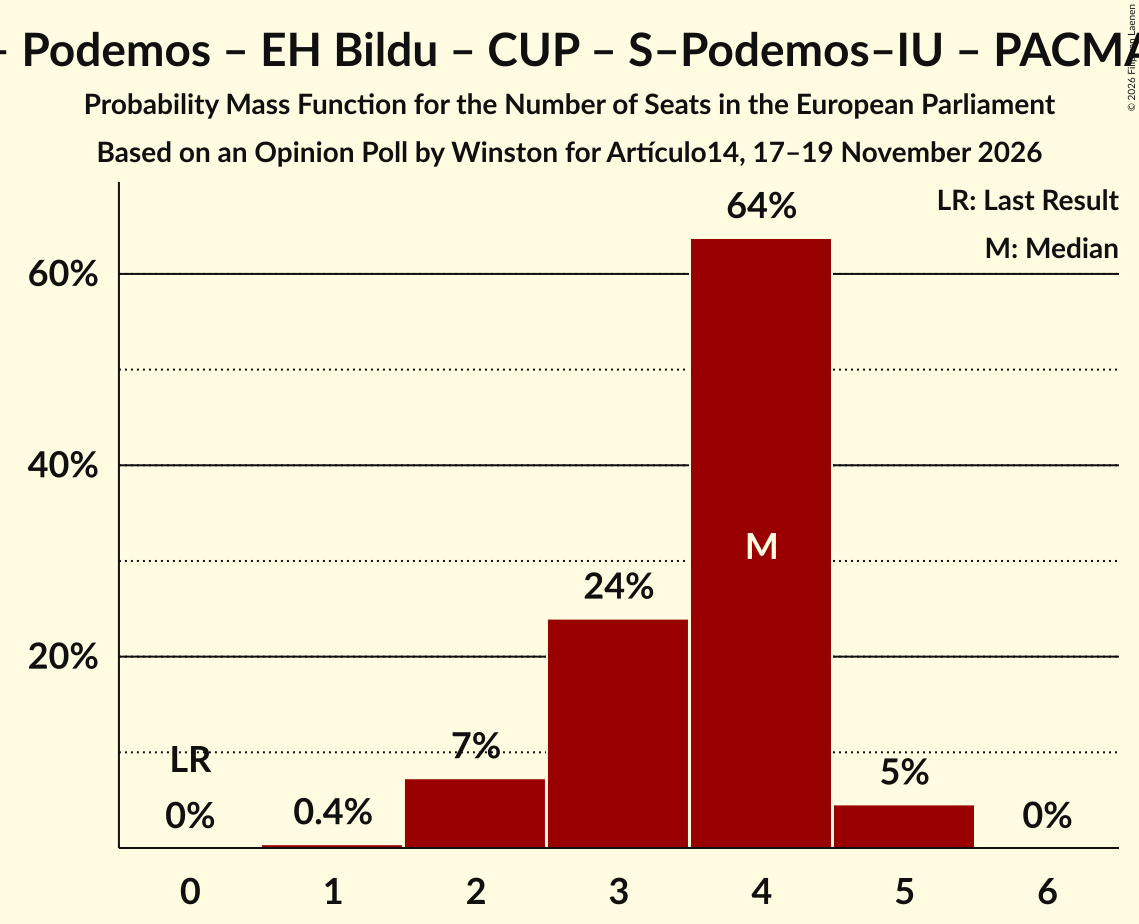 – Podemos – EH Bildu – CUP – S–Podemos–IU – PACMA
Probability Mass Function for the Number of Seats in the European Parliament
Based on an Opinion Poll by Winston for Artículo14, 17–19 November 2026
© 2026 Filip van Laenen
LR: Last Result
M: Median
64%
60%
40%
M
24%
20%
LR
7%
5%
0%
0.4%
0%
0 1 2 3 4 5 6